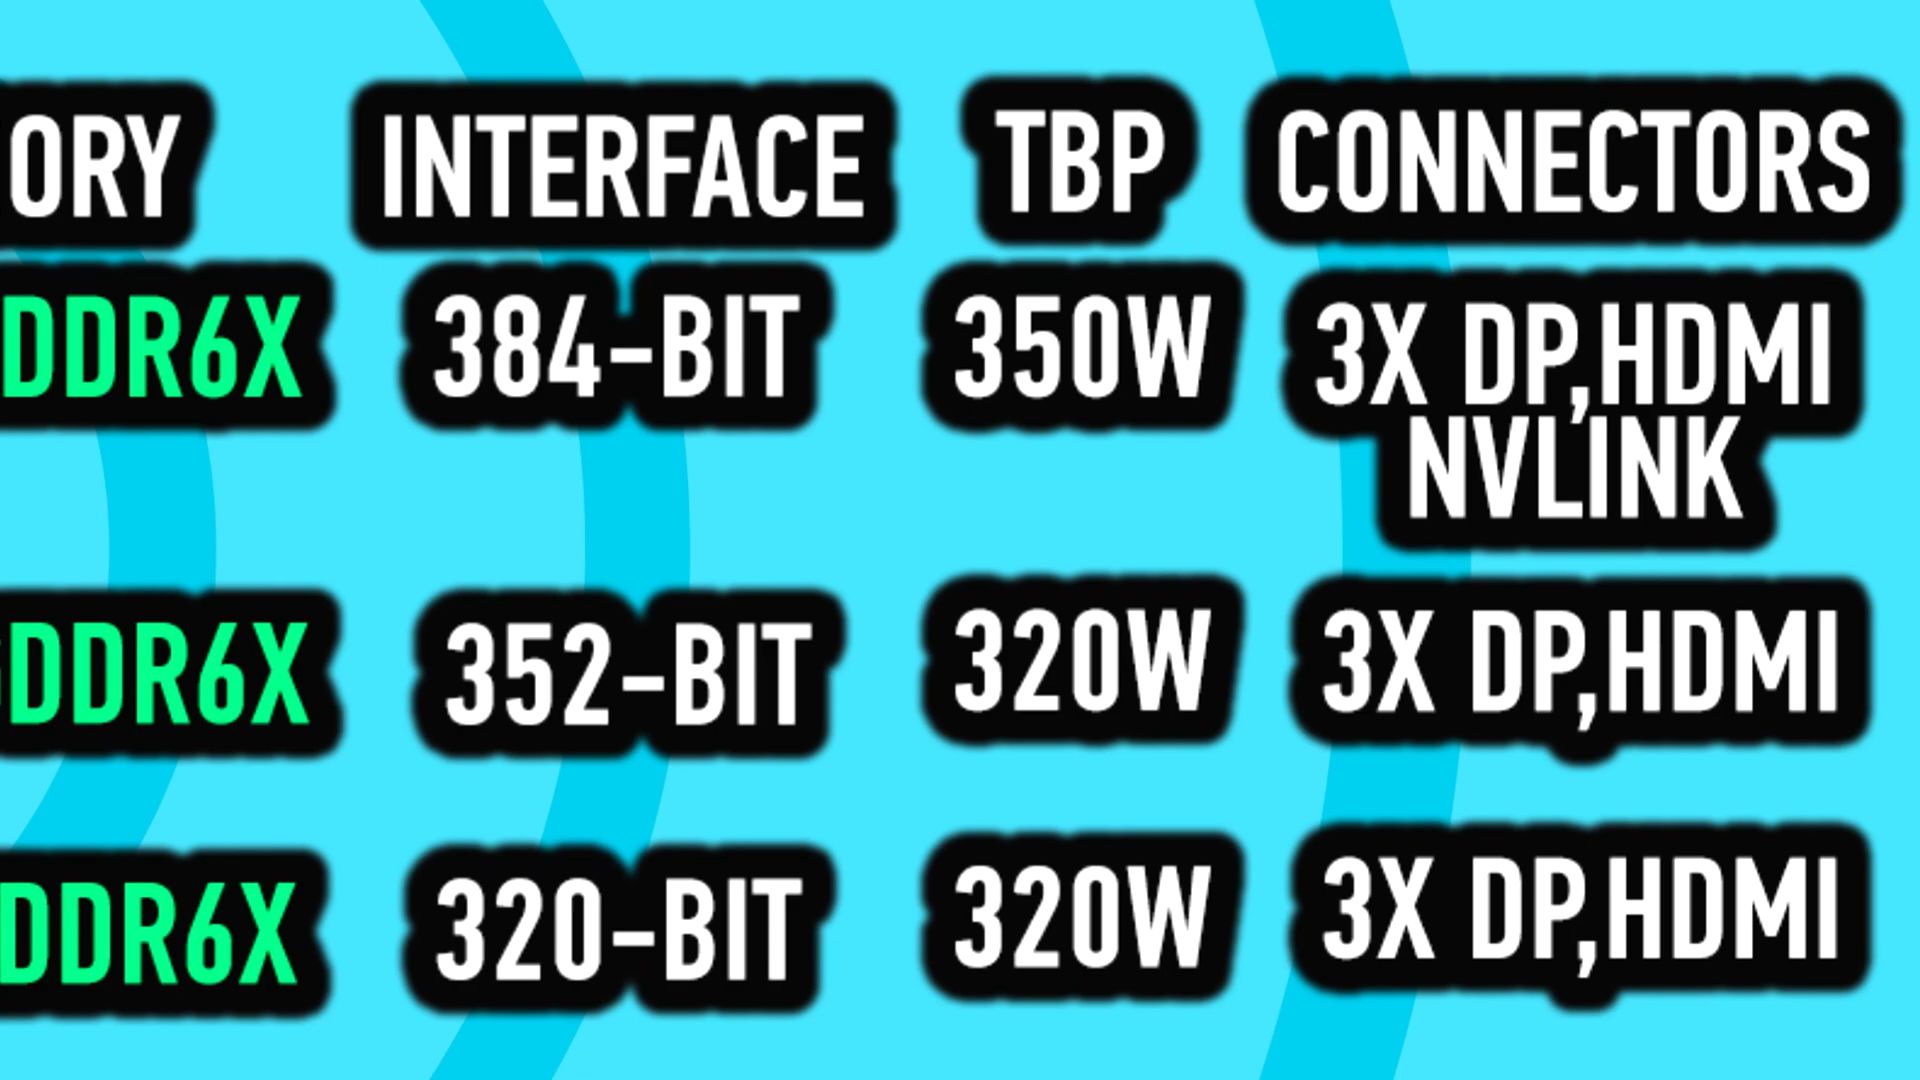 ORY INTERFACE TBP CONNECTORS
DDR6X 384-BIT 350W 3X DP,HDMI
NVLINK
DDR6X 352-BIT 320W 3X DP,HDMI
DDR6X 320-BIT 320W 3X DP,HDMI